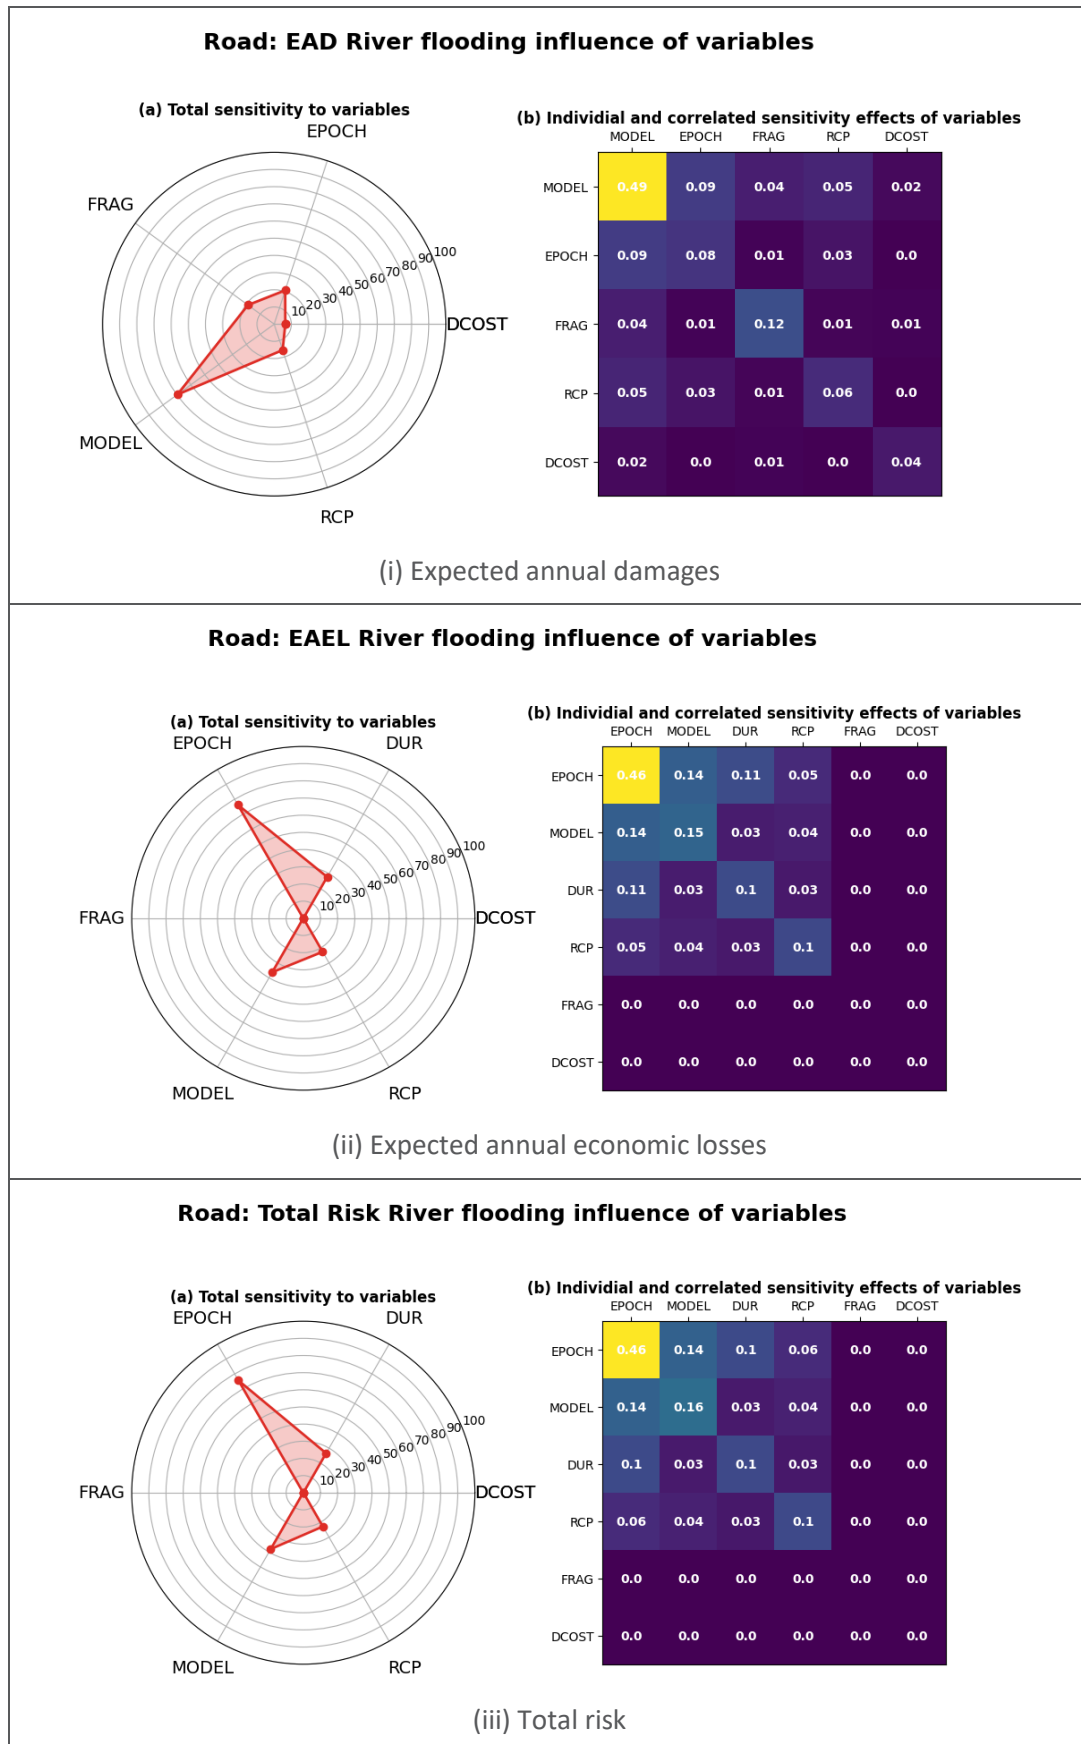 Road: EAD River flooding influence of variables
(a) Total sensitivity to variables
EPOCH
FRAG
10 20 30 40 50 60 70 80 90 100
DCOST
MODEL
RCP
(b) Individial and correlated sensitivity effects of variables
MODEL EPOCH FRAG RCP DCOST
MODEL 0.49 0.09 0.04 0.05 0.02
EPOCH 0.09 0.08 0.01 0.03 0.0
FRAG 0.04 0.01 0.12 0.01 0.01
RCP 0.05 0.03 0.01 0.06 0.0
DCOST 0.02 0.0 0.01 0.0 0.04
(i) Expected annual damages
Road: EAEL River flooding influence of variables
(a) Total sensitivity to variables
EPOCH DUR
10 20 30 40 50 60 70 80 90 100
FRAG DCOST
MODEL RCP
(b) Individial and correlated sensitivity effects of variables
EPOCH MODEL DUR RCP FRAG DCOST
EPOCH 0.46 0.14 0.11 0.05 0.0 0.0
MODEL 0.14 0.15 0.03 0.04 0.0 0.0
DUR 0.11 0.03 0.1 0.03 0.0 0.0
RCP 0.05 0.04 0.03 0.1 0.0 0.0
FRAG 0.0 0.0 0.0 0.0 0.0 0.0
DCOST 0.0 0.0 0.0 0.0 0.0 0.0
(ii) Expected annual economic losses
Road: Total Risk River flooding influence of variables
(a) Total sensitivity to variables
EPOCH DUR
10 20 30 40 50 60 70 80 90 100
FRAG DCOST
MODEL RCP
(b) Individial and correlated sensitivity effects of variables
EPOCH MODEL DUR RCP FRAG DCOST
EPOCH 0.46 0.14 0.1 0.06 0.0 0.0
MODEL 0.14 0.16 0.03 0.04 0.0 0.0
DUR 0.1 0.03 0.1 0.03 0.0 0.0
RCP 0.06 0.04 0.03 0.1 0.0 0.0
FRAG 0.0 0.0 0.0 0.0 0.0 0.0
DCOST 0.0 0.0 0.0 0.0 0.0 0.0
(iii) Total risk